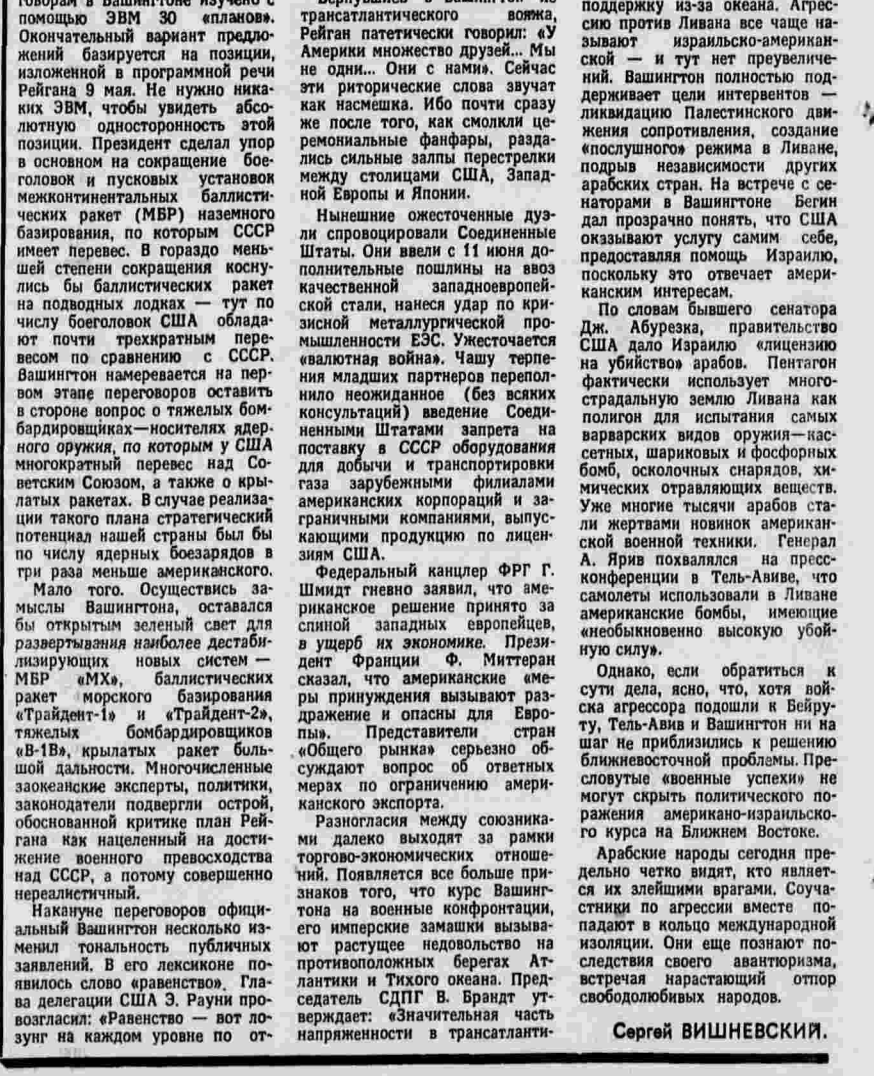 говорам в Вашингтоне изучено с
помощью ЭВМ 30 «планов».
Окончательный вариант предло-
жений базируется на позиции,
изложенной в программной речи
Рейгана 9 мая. Не нужно ника-
ких ЭВМ, чтобы увидеть абсо-
лютную односторонность этой
позиции. Президент сделал упор
в основном на сокращение бое-
головок и пусковых установок
межконтинентальных баллисти-
ческих ракет (МБР) наземного
базирования, по которым СССР
имеет перевес. В гораздо мень-
шей степени сокращения косну-
лись бы баллистических ракет
на подводных лодках — тут по
числу боеголовок США облада-
ют почти трехкратным пере-
весом по сравнению с СССР.
Вашингтон намеревается на пер-
вом этапе переговоров оставить
в стороне вопрос о тяжелых бом-
бардировщиках—носителях ядер-
ного оружия, по которым у США
многократный перевес над Со-
ветским Союзом, а также о кры-
латых ракетах. В случае реализа-
ции такого плана стратегический
потенциал нашей страны был бы
по числу ядерных боезарядов в
три раза меньше американского.
Мало того. Осуществись за-
мыслы Вашингтона, оставался
бы открытым зеленый свет для
развертывания наиболее дестаби-
лизирующих новых систем —
МБР «МХ», баллистических
ракет морского базирования
«Трайдент-1» и «Трайдент-2»,
тяжелых бомбардировщиков
«В-1В», крылатых ракет боль-
шой дальности. Многочисленные
заокеанские эксперты, политики,
законодатели подвергли острой,
обоснованной критике план Рей-
гана как нацеленный на дости-
жение военного превосходства
над СССР, а потому совершенно
нереалистичный.
Накануне переговоров офици-
альный Вашингтон несколько из-
менил тональность публичных
заявлений. В его лексиконе по-
явилось слово «равенство». Гла-
ва делегации США Э. Рауни про-
возгласил: «Равенство — вот ло-
зунг на каждом уровне по от-
трансатлантического вояжа,
Рейган патетически говорил: «У
Америки множество друзей... Мы
не одни... Они с нами». Сейчас
эти риторические слова звучат
как насмешка. Ибо почти сразу
же после того, как смолкли це-
ремониальные фанфары, разда-
лись сильные залпы перестрелки
между столицами США, Запад-
ной Европы и Японии.
Нынешние ожесточенные дуэ-
ли спровоцировали Соединенные
Штаты. Они ввели с 11 июня до-
полнительные пошлины на ввоз
качественной западноевропей-
ской стали, нанеся удар по кри-
зисной металлургической про-
мышленности ЕЭС. Ужесточается
«валютная война». Чашу терпе-
ния младших партнеров перепол-
нило неожиданное (без всяких
консультаций) введение Соеди-
ненными Штатами запрета на
поставку в СССР оборудования
для добычи и транспортировки
газа зарубежными филиалами
американских корпораций и за-
граничными компаниями, выпус-
кающими продукцию по лицен-
зиям США.
Федеральный канцлер ФРГ Г.
Шмидт гневно заявил, что аме-
риканское решение принято за
спиной западных европейцев,
в ущерб их экономике. Прези-
дент Франции Ф. Миттеран
сказал, что американские «ме-
ры принуждения вызывают раз-
дражение и опасны для Евро-
пы». Представители стран
«Общего рынка» серьезно об-
суждают вопрос об ответных
мерах по ограничению амери-
канского экспорта.
Разногласия между союзника-
ми далеко выходят за рамки
торгово-экономических отноше-
ний. Появляется все больше при-
знаков того, что курс Вашинг-
тона на военные конфронтации,
его имперские замашки вызыва-
ют растущее недовольство на
противоположных берегах Ат-
лантики и Тихого океана. Пред-
седатель СДПГ В. Брандт ут-
верждает: «Значительная часть
напряженности в трансатланти-
поддержку из-за океана. Агрес-
сию против Ливана все чаще на-
зывают израильско-американ-
ской — и тут нет преувеличе-
ний. Вашингтон полностью под-
держивает цели интервентов —
ликвидацию Палестинского дви-
жения сопротивления, создание
«послушного» режима в Ливане,
подрыв независимости других
арабских стран. На встрече с се-
наторами в Вашингтоне Бегин
дал прозрачно понять, что США
оказывают услугу самим себе,
предоставляя помощь Израилю,
поскольку это отвечает амери-
канским интересам.
По словам бывшего сенатора
Дж. Абурезка, правительство
США дало Израилю «лицензию
на убийство» арабов. Пентагон
фактически использует много-
страдальную землю Ливана как
полигон для испытания самых
варварских видов оружия—кас-
сетных, шариковых и фосфорных
бомб, осколочных снарядов, хи-
мических отравляющих веществ.
Уже многие тысячи арабов ста-
ли жертвами новинок американ-
ской военной техники. Генерал
А. Ярив похвалялся на пресс-
конференции в Тель-Авиве, что
самолеты использовали в Ливане
американские бомбы, имеющие
«необыкновенно высокую убой-
ную силу».
Однако, если обратиться к
сути дела, ясно, что, хотя вой-
ска агрессора подошли к Бейру-
ту, Тель-Авив и Вашингтон ни на
шаг не приблизились к решению
ближневосточной проблемы. Пре-
словутые «военные успехи» не
могут скрыть политического по-
ражения американо-израильско-
го курса на Ближнем Востоке.
Арабские народы сегодня пре-
дельно четко видят, кто являет-
ся их злейшими врагами. Соуча-
стники по агрессии вместе по-
падают в кольцо международной
изоляции. Они еще познают по-
следствия своего авантюризма,
встречая нарастающий отпор
свободолюбивых народов.
Сергей ВИШНЕВСКИЙ.